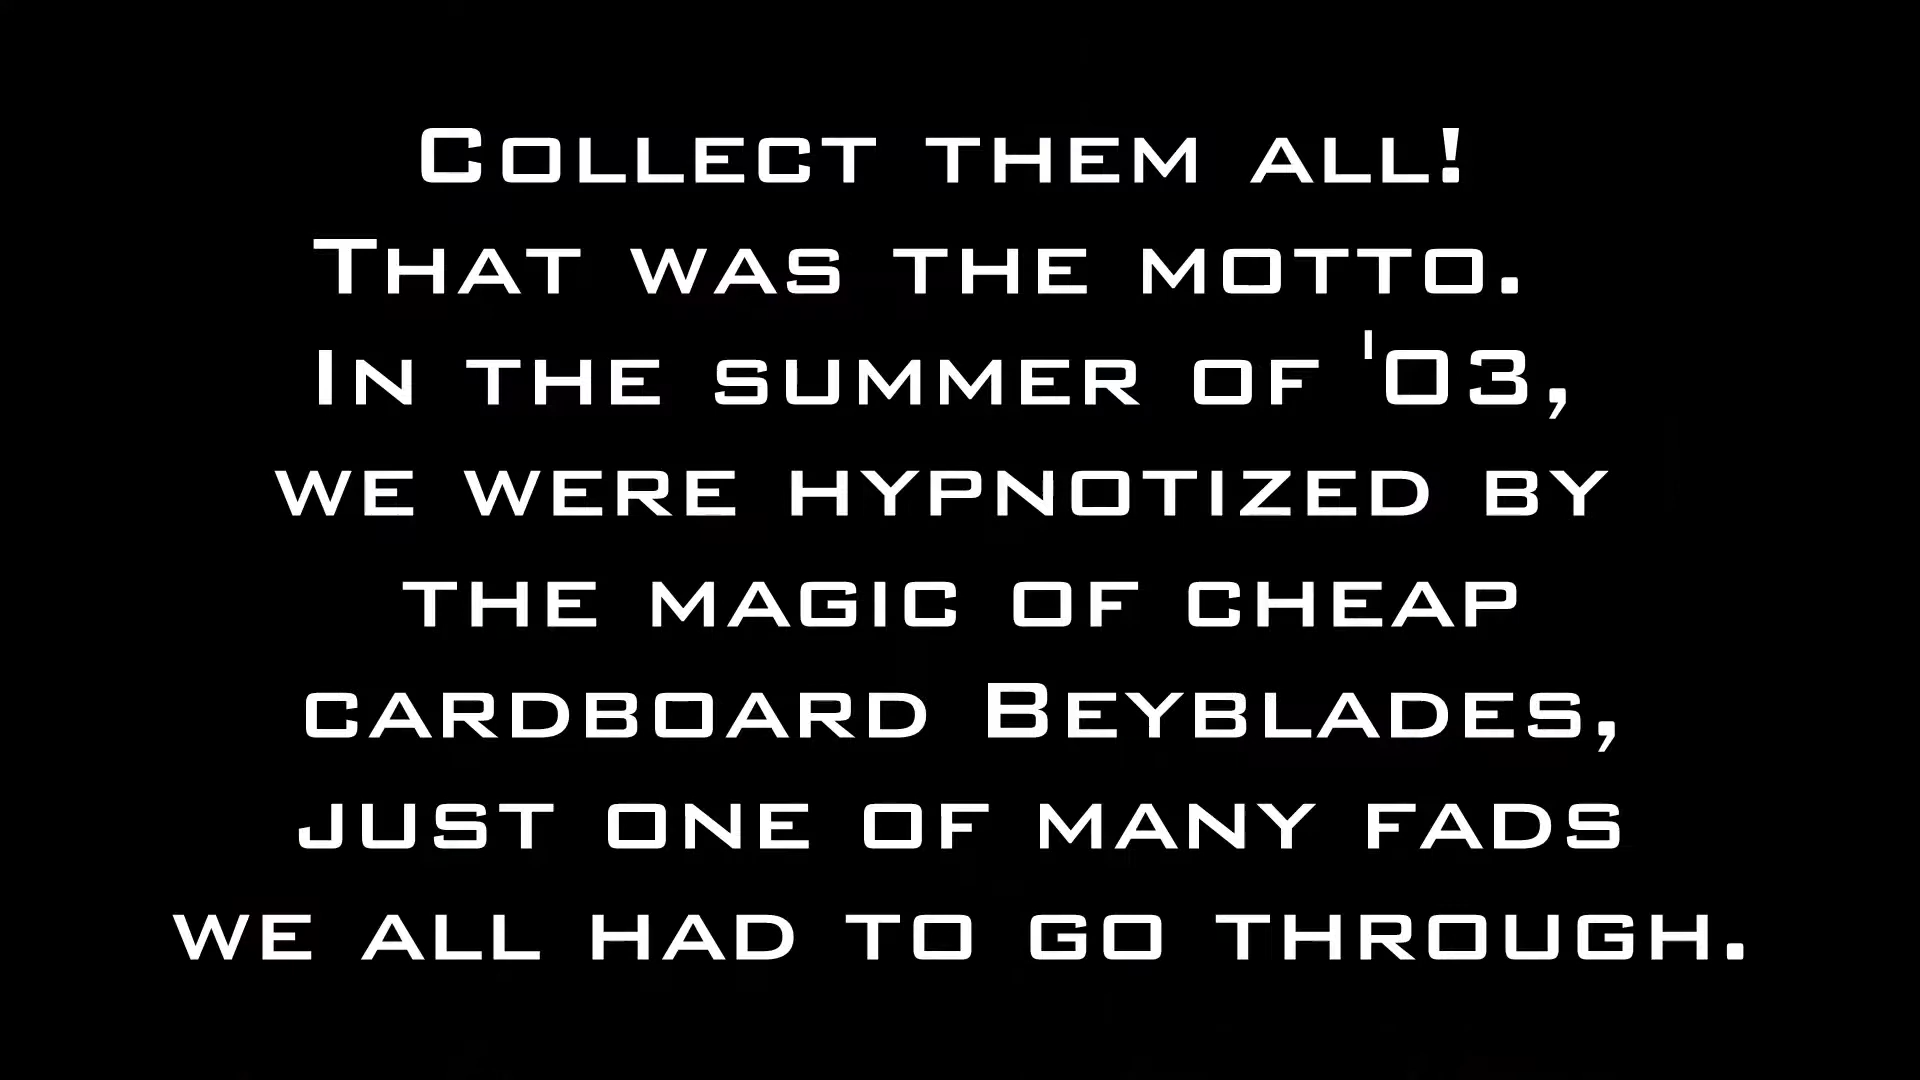 Collect them all!
That was the motto.
In the summer of '03,
we were hypnotized by
the magic of cheap
cardboard Beyblades,
just one of many fads
we all had to go through.